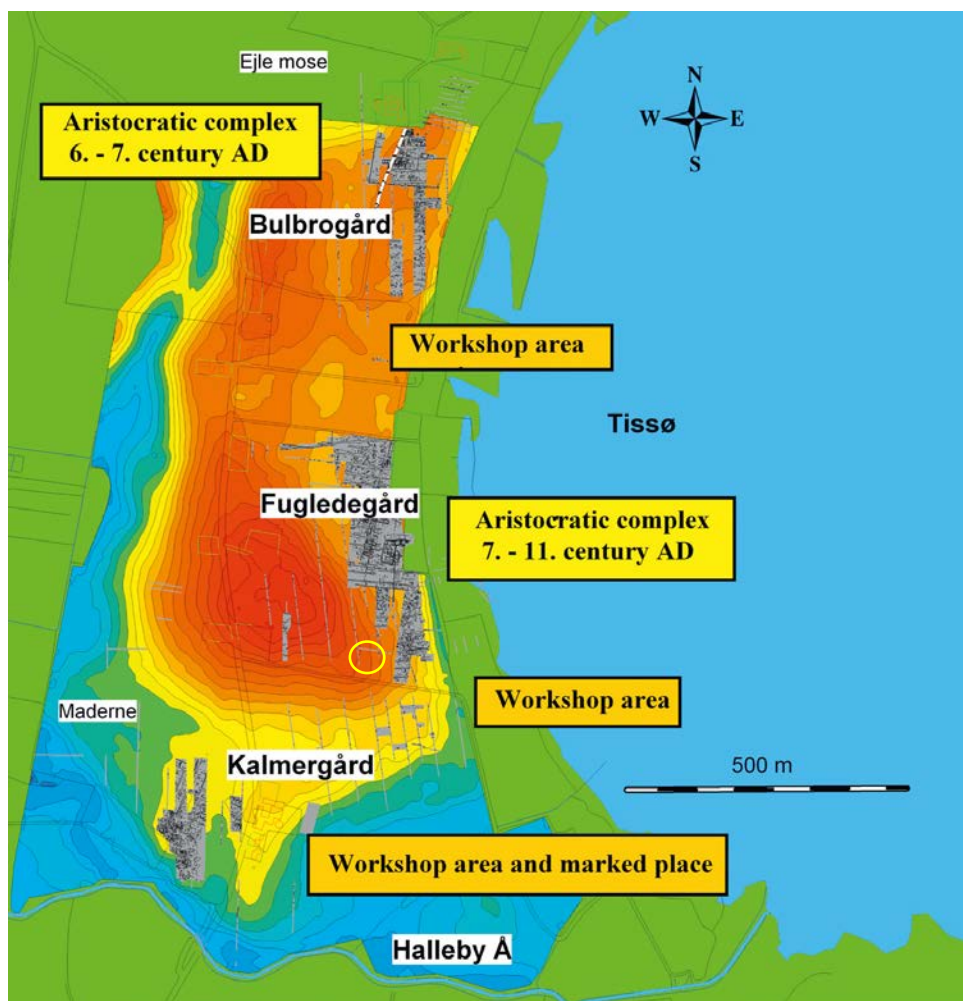 Ejle mose
N
W E
S
Aristocratic complex
6. - 7. century AD
Bulbrogård
Workshop area
Tissø
Fugledegård
Aristocratic complex
7. - 11. century AD
Workshop area
Maderne
Kalmergård
500 m
Workshop area and marked place
Halleby Å